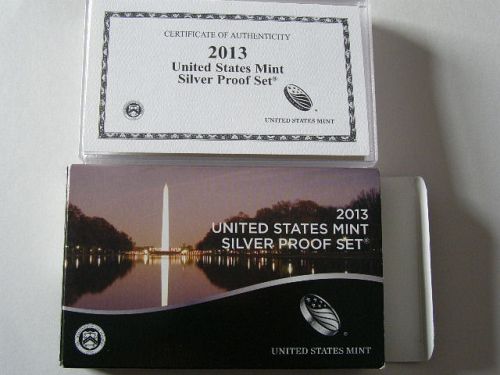 CERTIFICATE OF AUTHENTICITY
2013
United States Mint
Silver Proof Set®
UNITED STATES MINT
2013
UNITED STATES MINT
SILVER PROOF SET®
UNITED STATES MINT